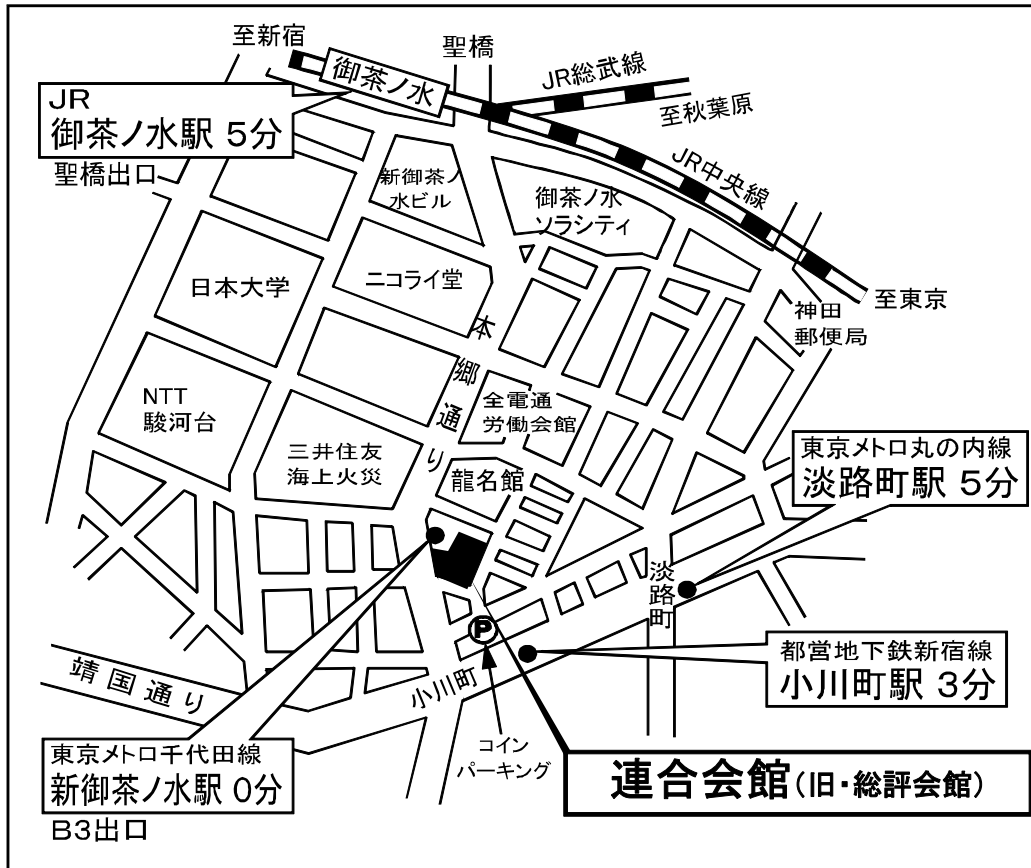 至新宿
聖橋
御茶ノ水
JR総武線
至秋葉原
JR
御茶ノ水駅 5分
聖橋出口
JR中央線
新御茶ノ
水ビル
御茶ノ水
ソラシティ
日本大学
ニコライ堂
至東京
神田
郵便局
本郷通り
NTT
駿河台
全電通
労働会館
三井住友
海上火災
龍名館
東京メトロ丸の内線
淡路町駅 5分
淡路町
P
都営地下鉄新宿線
小川町駅 3分
靖国通り
小川町
コイン
パーキング
東京メトロ千代田線
新御茶ノ水駅 0分
B3出口
連合会館(旧・総評会館)